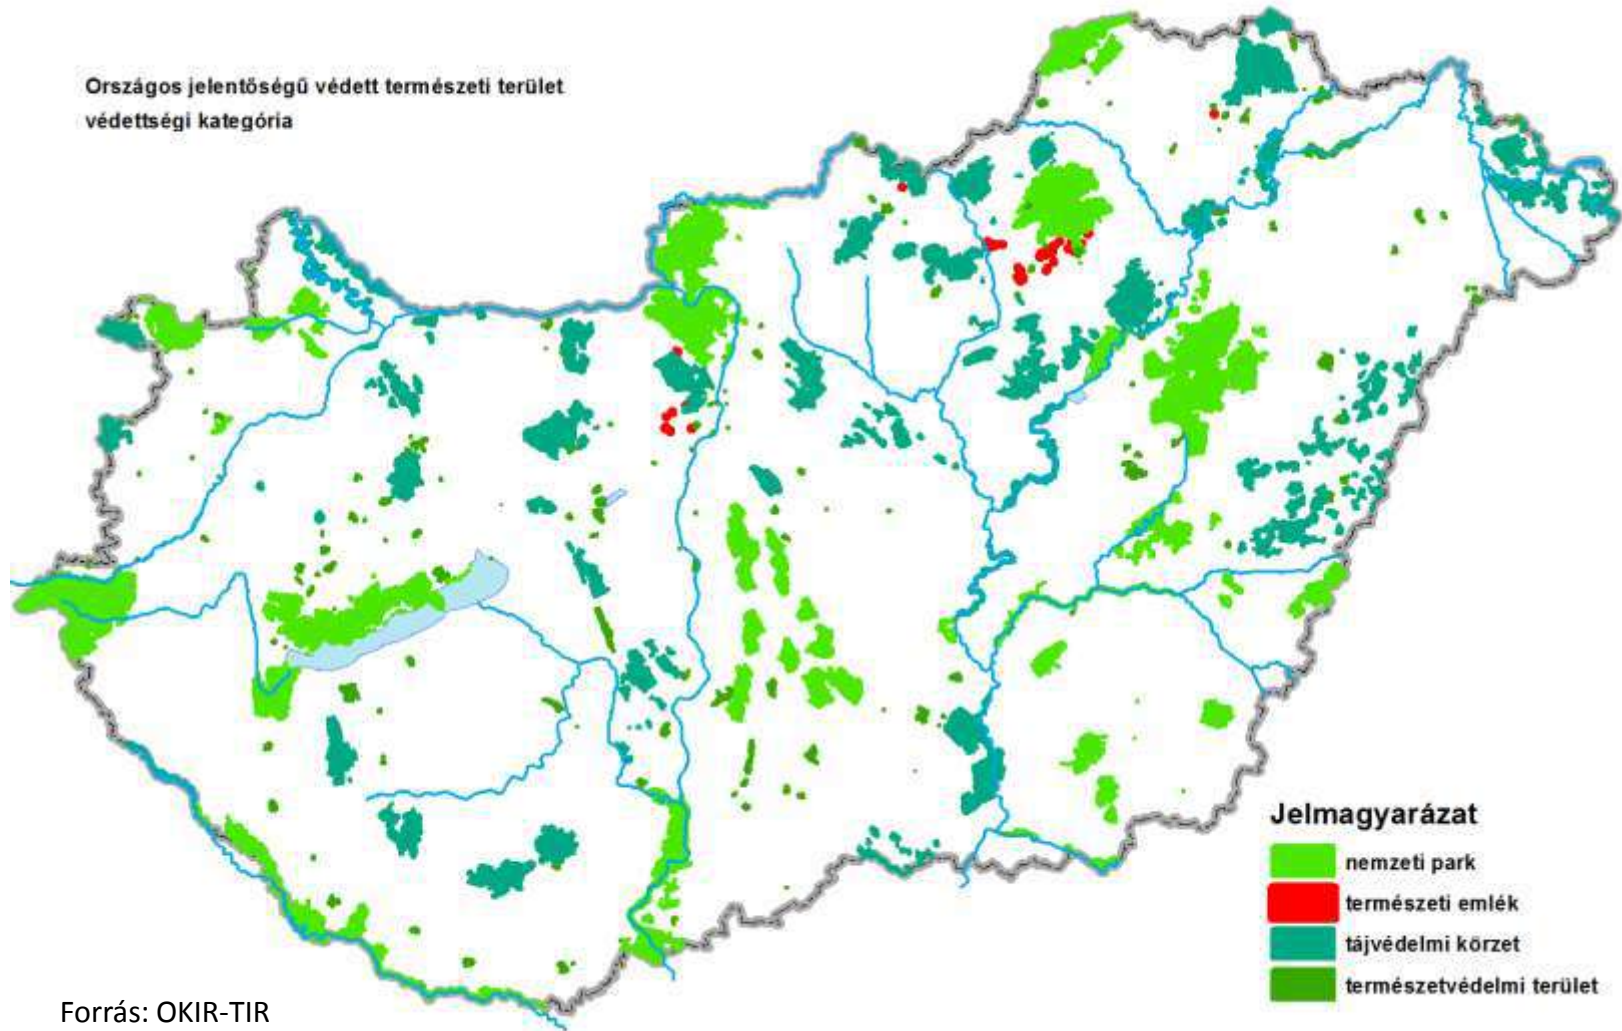 Országos jelentőségű védett természeti terület
védettségi kategória
Jelmagyarázat
nemzeti park
természeti emlék
tájvédelmi körzet
természetvédelmi terület
Forrás: OKIR-TIR